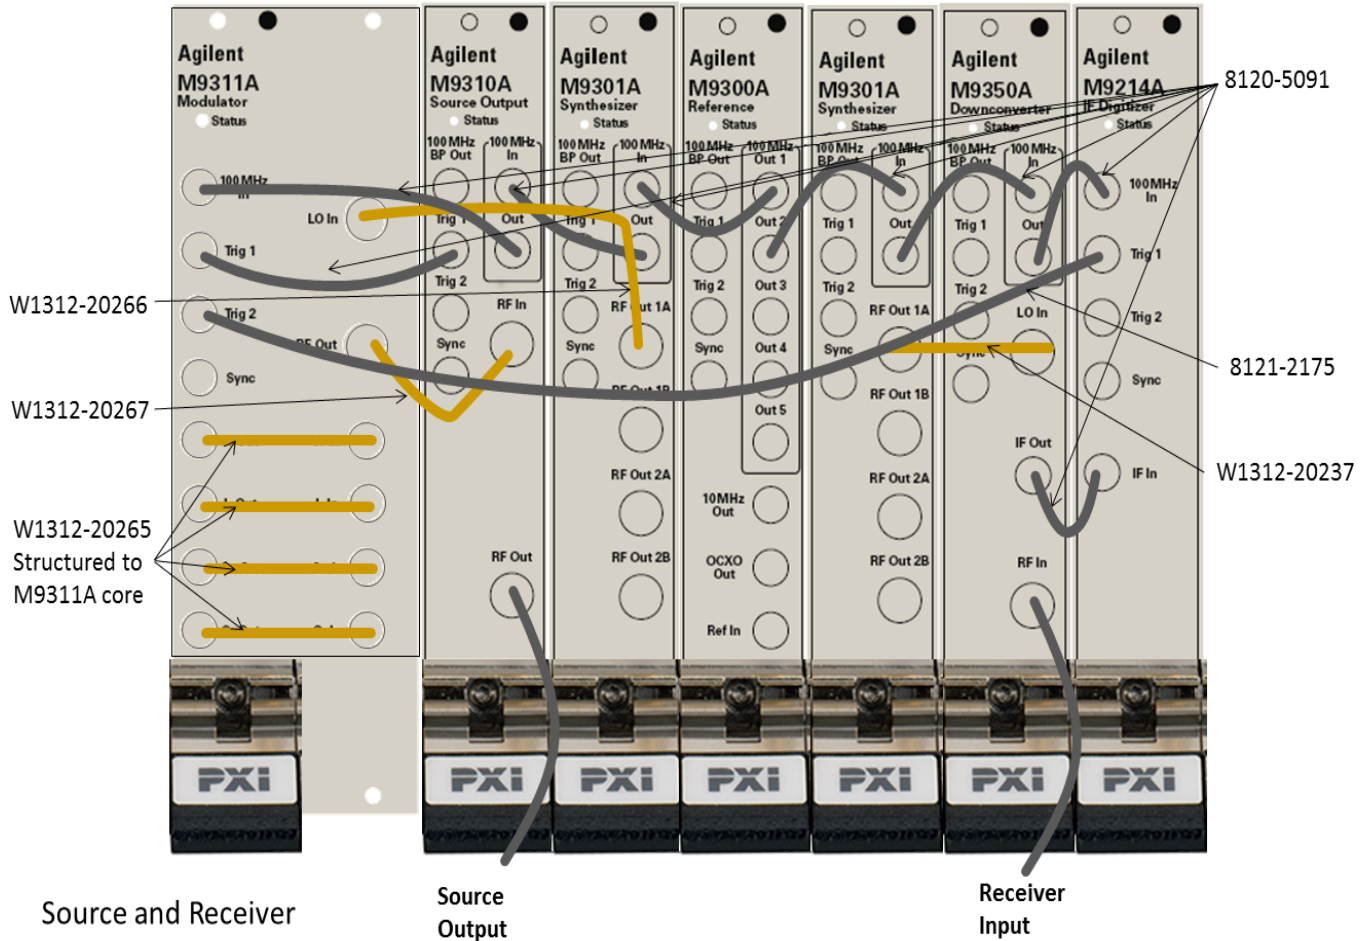 Agilent
M9311A
Modulator
Status
100 MHz
In
LO In
Trig 1
Trig 2
RF Out
Sync
Agilent
M9310A
Source Output
Status
100 MHz
BP Out
100 MHz
In
Trig 1
Out
Trig 2
RF In
Sync
RF Out
Agilent
M9301A
Synthesizer
Status
100 MHz
BP Out
100 MHz
In
Trig 1
Out
Trig 2
RF Out 1A
Sync
RF Out 1B
RF Out 2A
RF Out 2B
Agilent
M9300A
Reference
Status
100 MHz
BP Out
100 MHz
Out 1
Trig 1
Out 2
Trig 2
Out 3
Sync
Out 4
Out 5
10MHz
Out
OCXO
Out
Ref In
Agilent
M9301A
Synthesizer
Status
100 MHz
BP Out
100 MHz
In
Trig 1
Out
Trig 2
RF Out 1A
Sync
RF Out 1B
RF Out 2A
RF Out 2B
Agilent
M9350A
Downconverter
Status
100 MHz
BP Out
100 MHz
In
Trig 1
Out
Trig 2
LO In
Sync
IF Out
RF In
Agilent
M9214A
IF Digitizer
Status
100 MHz
In
Trig 1
Trig 2
Sync
IF In
8120-5091
W1312-20266
8121-2175
W1312-20267
W1312-20237
W1312-20265
Structured to
M9311A core
PXI
PXI
PXI
PXI
PXI
PXI
PXI
Source
Output
Receiver
Input
Source and Receiver